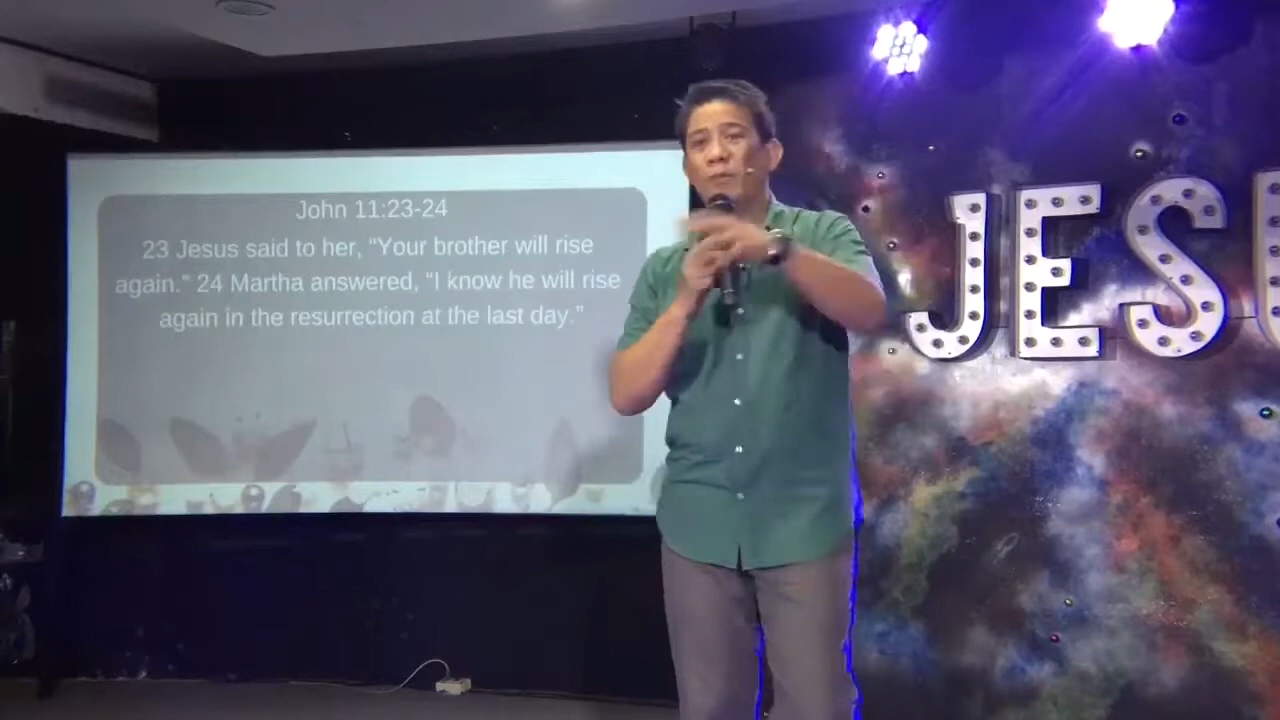 John 11:23-24
23 Jesus said to her, “Your brother will rise
again.” 24 Martha answered, “I know he will rise
again in the resurrection at the last day.”
JESU